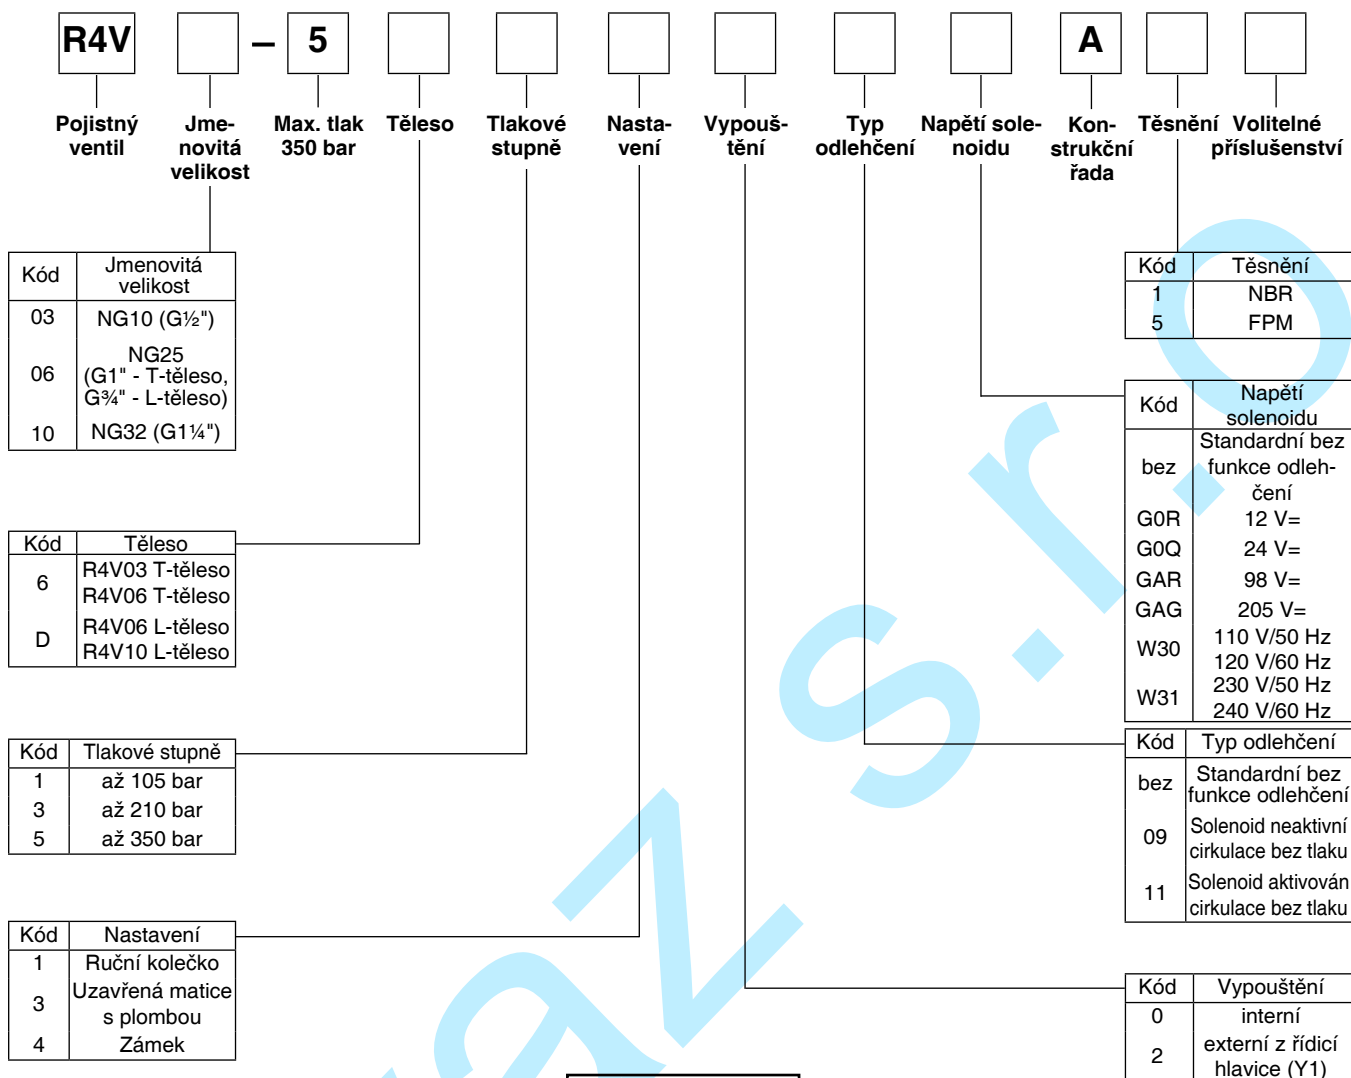 R4V – 5 A
Pojistný ventil
Jme-
novitá
velikost
Max. tlak
350 bar
Těleso
Tlakové
stupně
Nasta-
vení
Vypouš-
tění
Typ
odlehčení
Napětí sole-
noidu
Kon-
strukční
řada
Těsnění
Volitelné
příslušenství
Kód Jmenovitá
velikost
03 NG10 (G½")
06 NG25
(G1" - T-těleso,
G¾" - L-těleso)
10 NG32 (G1¼")
Kód Těleso
6 R4V03 T-těleso
R4V06 T-těleso
D R4V06 L-těleso
R4V10 L-těleso
Kód Tlakové stupně
1 až 105 bar
3 až 210 bar
5 až 350 bar
Kód Nastavení
1 Ruční kolečko
3 Uzavřená matice
s plombou
4 Zámek
Kód Těsnění
1 NBR
5 FPM
Kód Napětí
solenoidu
bez Standardní bez
funkce odleh-
čení
G0R 12 V=
G0Q 24 V=
GAR 98 V=
GAG 205 V=
W30 110 V/50 Hz
120 V/60 Hz
W31 230 V/50 Hz
240 V/60 Hz
Kód Typ odlehčení
bez Standardní bez
funkce odlehčení
09 Solenoid neaktivní
cirkulace bez tlaku
11 Solenoid aktivován
cirkulace bez tlaku
Kód Vypouštění
0 interní
2 externí z řídicí
hlavice (Y1)
az s.r.o